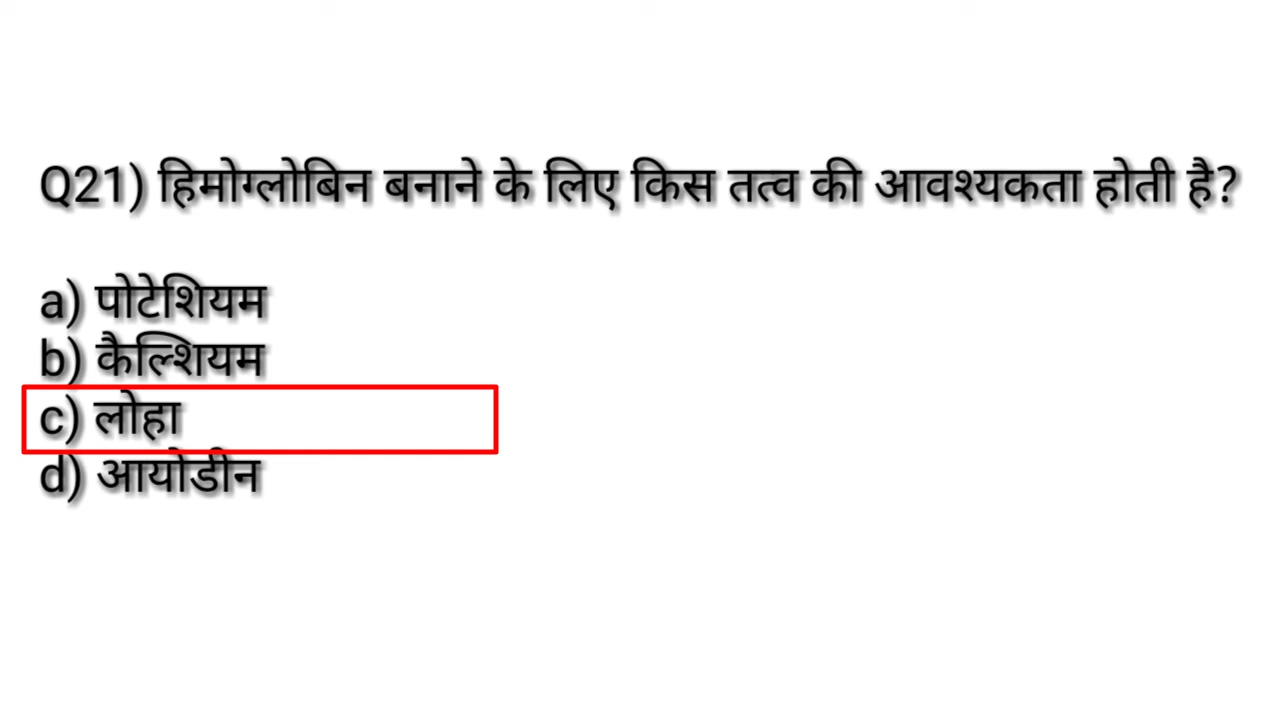 Q21) हिमोग्लोबिन बनाने के लिए किस तत्व की आवश्यकता होती है?
a) पोटेशियम
b) कैल्शियम
c) लोहा
d) आयोडीन